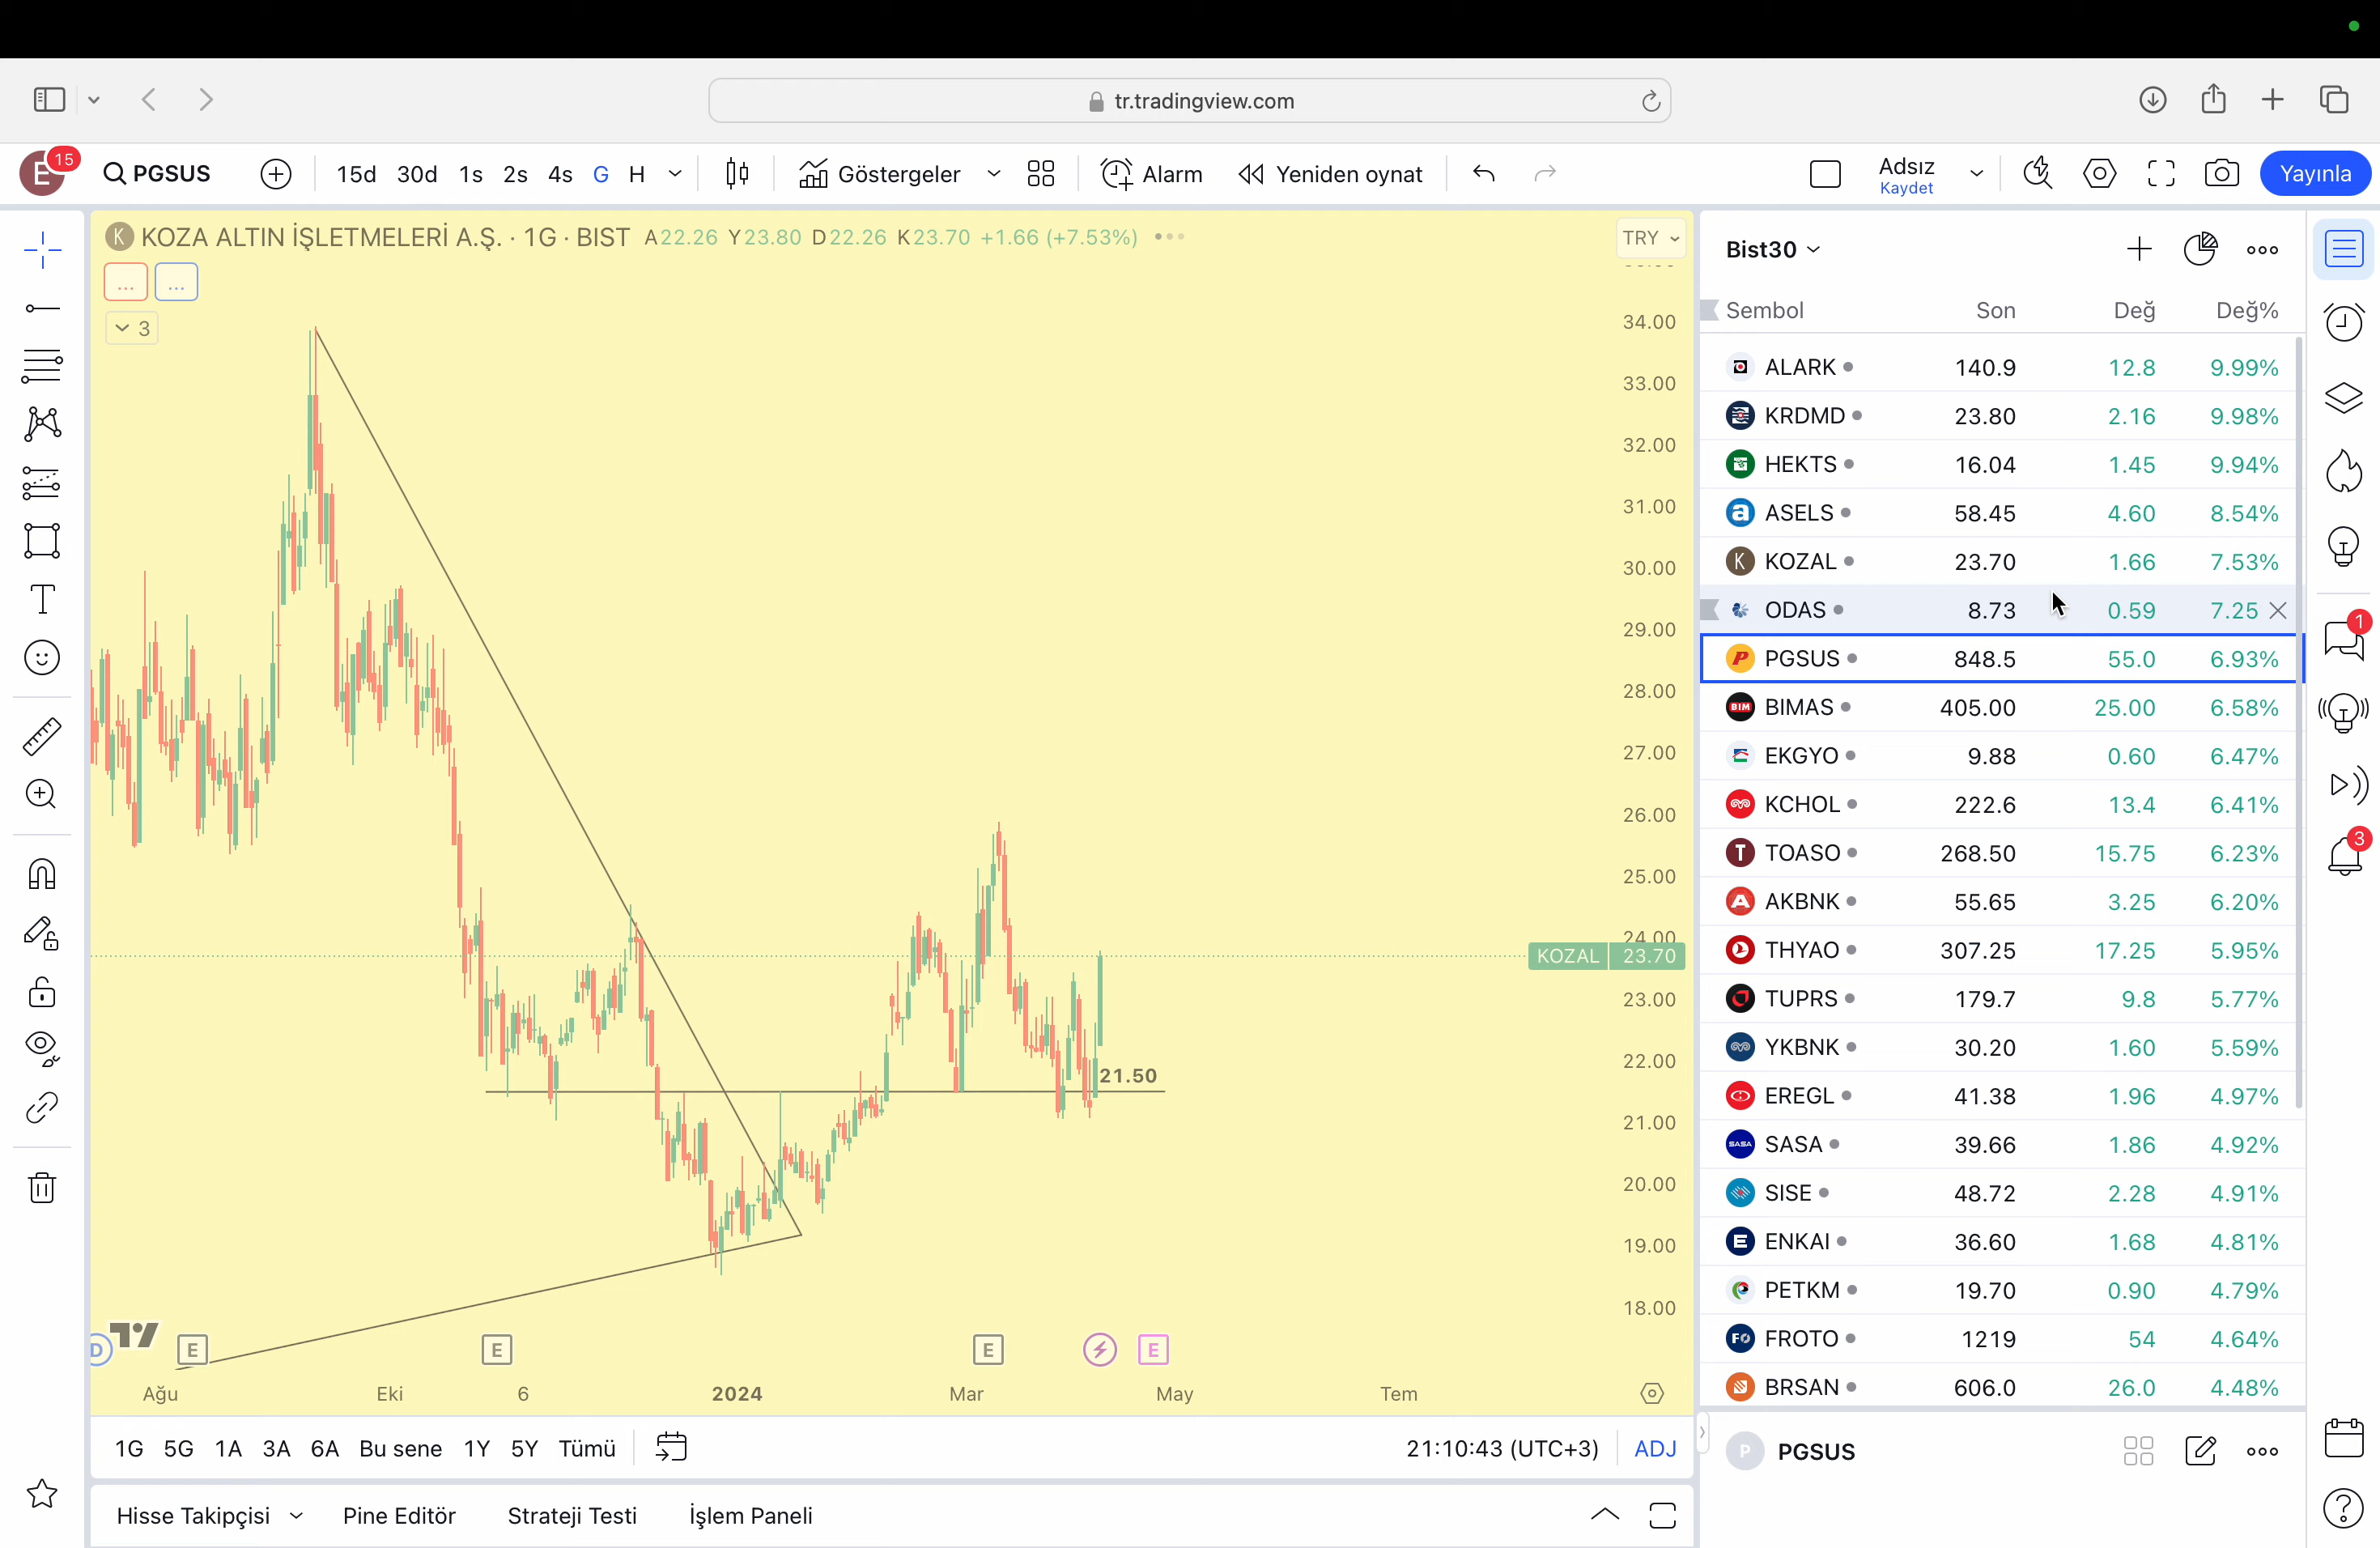 tr.tradingview.com
E 15 PGSUS 15d 30d 1s 2s 4s G H Göstergeler Alarm Yeniden oynat Adsız Kaydet Yayınla
K KOZA ALTIN İŞLETMELERİ A.Ş. · 1G · BIST A22.26 Y23.80 D22.26 K23.70 +1.66 (+7.53%)
TRY
... ...
3
34.00
33.00
32.00
31.00
30.00
29.00
28.00
27.00
26.00
25.00
24.00
KOZAL 23.70
23.00
22.00
21.50
21.00
20.00
19.00
18.00
D E E E E
Ağu Eki 6 2024 Mar May Tem
1G 5G 1A 3A 6A Bu sene 1Y 5Y Tümü 21:10:43 (UTC+3) ADJ
Hisse Takipçisi Pine Editör Strateji Testi İşlem Paneli
Bist30
Sembol Son Değ Değ%
ALARK 140.9 12.8 9.99%
KRDMD 23.80 2.16 9.98%
HEKTS 16.04 1.45 9.94%
a ASELS 58.45 4.60 8.54%
K KOZAL 23.70 1.66 7.53%
ODAS 8.73 0.59 7.25
P PGSUS 848.5 55.0 6.93%
BIM BIMAS 405.00 25.00 6.58%
EKGYO 9.88 0.60 6.47%
KCHOL 222.6 13.4 6.41%
T TOASO 268.50 15.75 6.23%
A AKBNK 55.65 3.25 6.20%
THYAO 307.25 17.25 5.95%
TUPRS 179.7 9.8 5.77%
YKBNK 30.20 1.60 5.59%
EREGL 41.38 1.96 4.97%
SASA SASA 39.66 1.86 4.92%
SISE 48.72 2.28 4.91%
E ENKAI 36.60 1.68 4.81%
PETKM 19.70 0.90 4.79%
FO FROTO 1219 54 4.64%
BRSAN 606.0 26.0 4.48%
P PGSUS
1
3